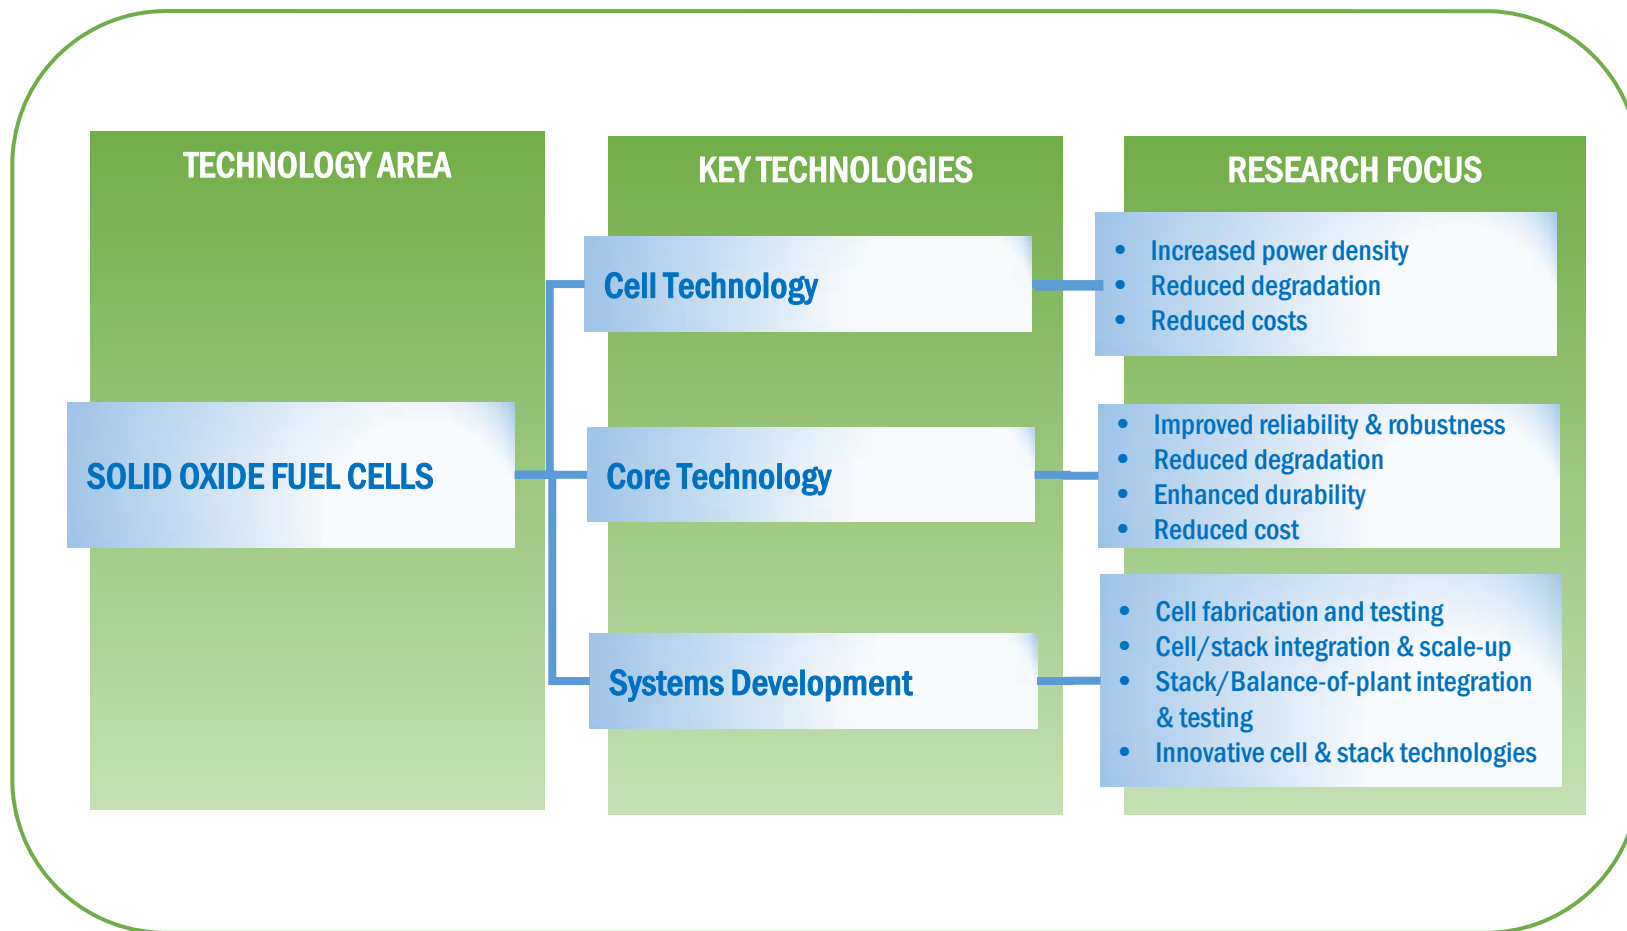 TECHNOLOGY AREA
SOLID OXIDE FUEL CELLS
KEY TECHNOLOGIES
Cell Technology
Core Technology
Systems Development
RESEARCH FOCUS
• Increased power density
• Reduced degradation
• Reduced costs
• Improved reliability & robustness
• Reduced degradation
• Enhanced durability
• Reduced cost
• Cell fabrication and testing
• Cell/stack integration & scale-up
• Stack/Balance-of-plant integration
& testing
• Innovative cell & stack technologies